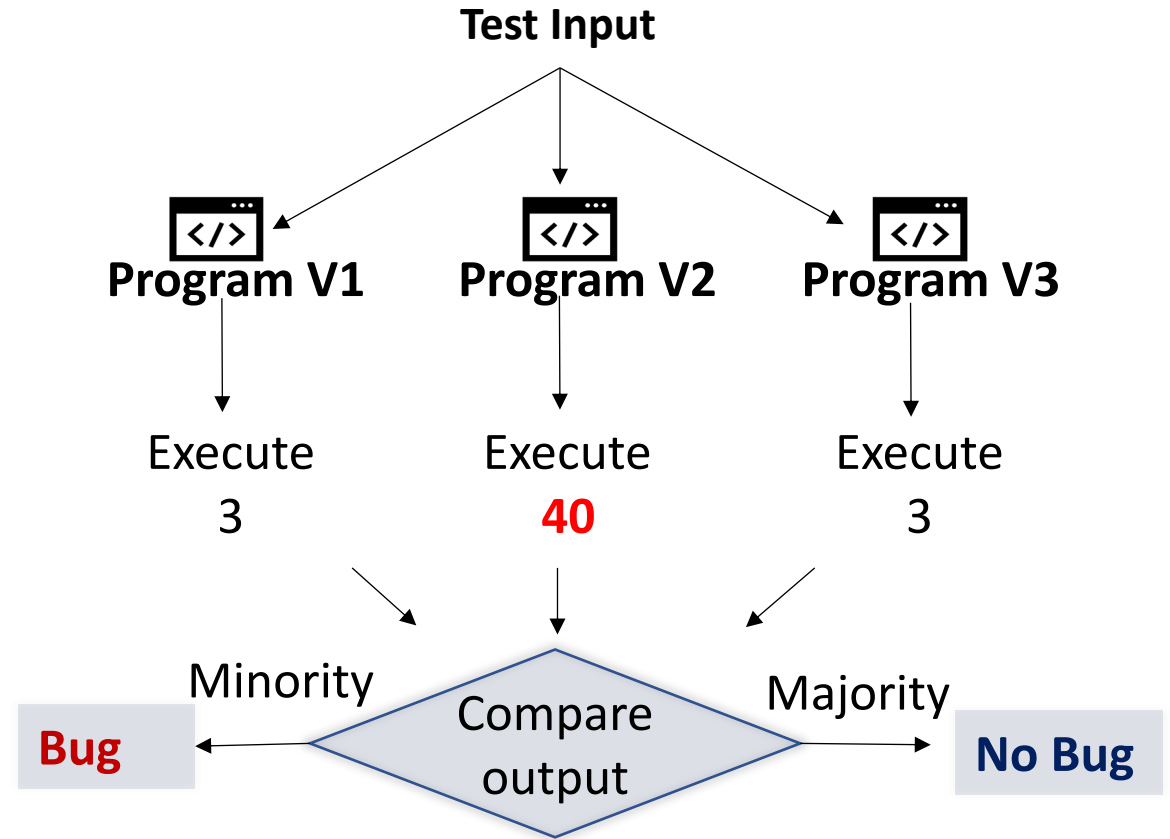 Test Input
</>
</>
</>
Program V1
Program V2
Program V3
Execute
3
Execute
40
Execute
3
Minority
Majority
Compare
output
Bug
No Bug